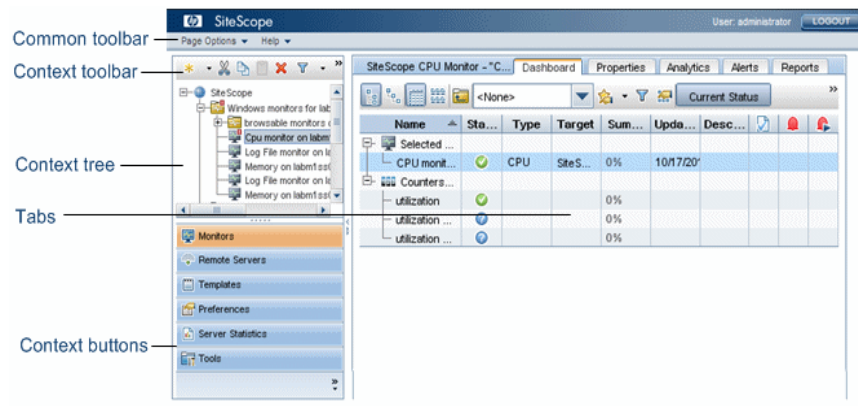 SiteScope
User: administrator
LOGOUT
Common toolbar
Page Options
Help
Context toolbar
SiteScope CPU Monitor - "C...
Dashboard
Properties
Analytics
Alerts
Reports
SiteScope
Windows monitors for lab
browsable monitors
Cpu monitor on labm
Log File monitor on la
Memory on labm1ss(
Log File monitor on la
Memory on labm1ss(
<None>
Current Status
Name
Sta...
Type
Target
Sum...
Upda...
Desc...
Selected ...
CPU monit...
CPU
SiteS...
0%
10/17/20
Counters...
utilization
0%
utilization ...
0%
utilization ...
0%
Context tree
Tabs
Monitors
Remote Servers
Templates
Preferences
Server Statistics
Tools
Context buttons